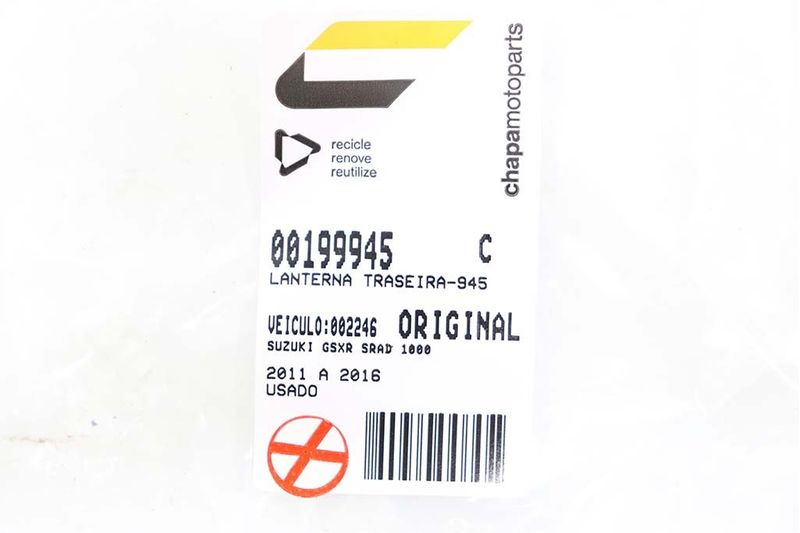 chapamotoparts
recicle
renove
reutilize
00199945 C
LANTERNA TRASEIRA-945
VEICULO:002246 ORIGINAL
SUZUKI GSXR SRAD 1000
2011 A 2016
USADO